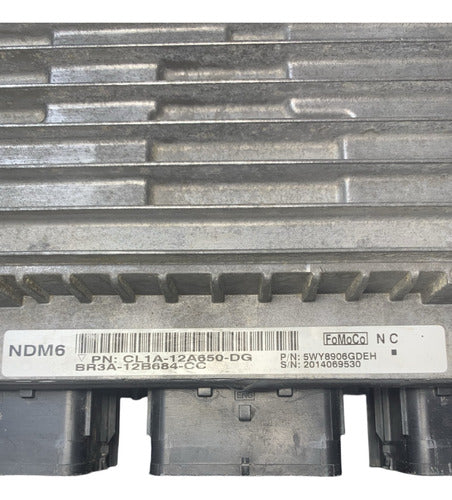 NDM6
PN: CL1A-12A650-DG
BR3A-12B684-CC
FoMoCo N C
P/N: 5WY8906GDEH
S/N: 2014069530